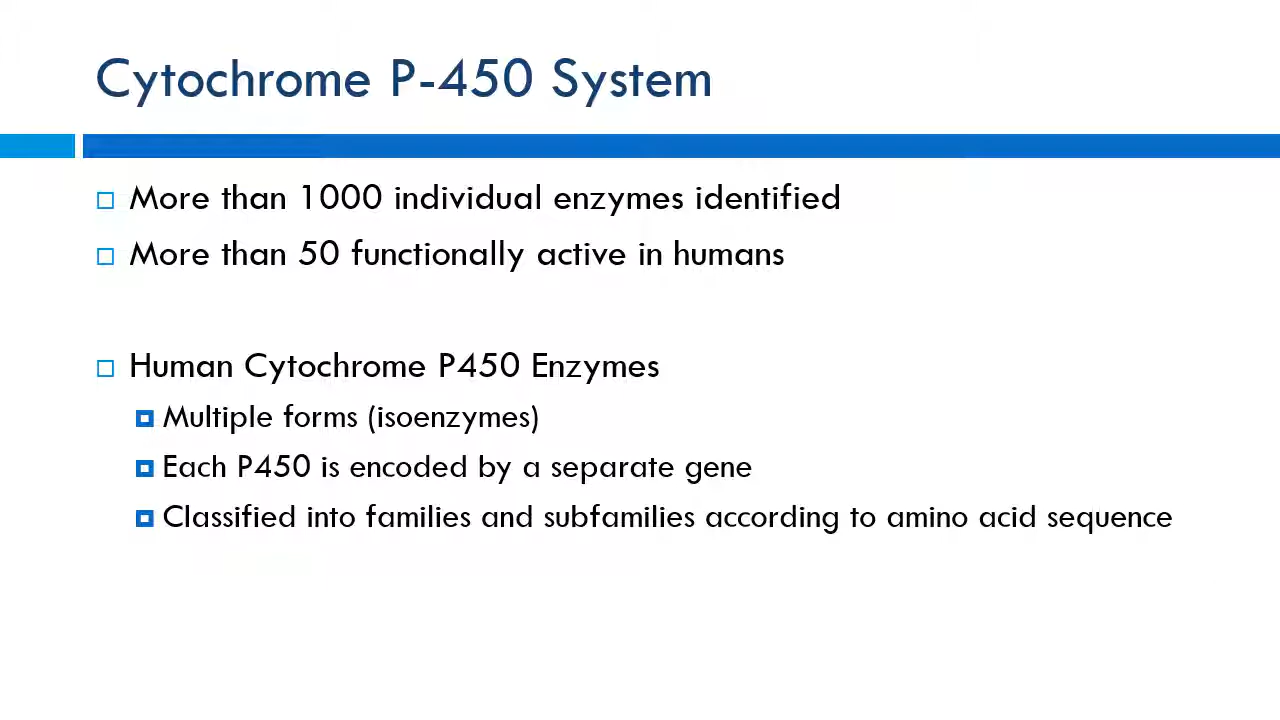 Cytochrome P-450 System
More than 1000 individual enzymes identified
More than 50 functionally active in humans
Human Cytochrome P450 Enzymes
Multiple forms (isoenzymes)
Each P450 is encoded by a separate gene
Classified into families and subfamilies according to amino acid sequence